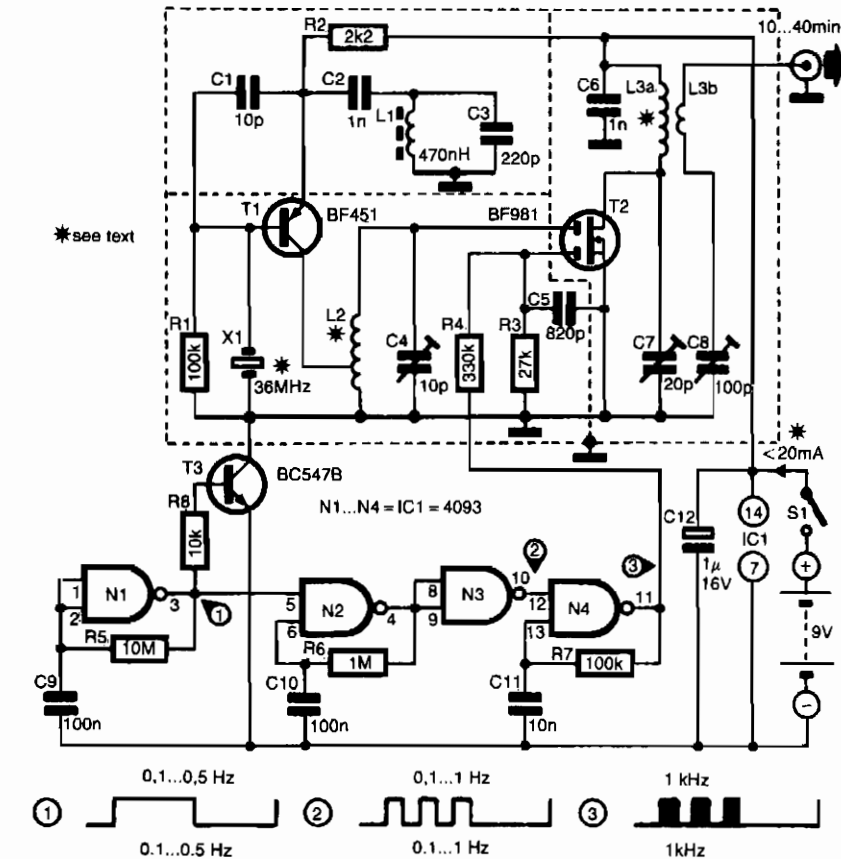 10...40min
R2
2k2
C1
10p
C2
1n
L1
470nH
C3
220p
C6
1n
L3a
L3b
T1
BF451
BF981
T2
see text
R1
100k
X1
36MHz
L2
C4
10p
R4
330k
R3
27k
C5
820p
C7
20p
C8
100p
T3
BC547B
<20mA
R8
10k
N1...N4 = IC1 = 4093
C12
1µ
16V
14
IC1
7
S1
+
9V
−
1
2
N1
3
1
5
6
N2
4
8
9
N3
10
2
12
13
N4
11
3
R5
10M
R6
1M
R7
100k
C9
100n
C10
100n
C11
10n
0,1...0,5 Hz
0,1...1 Hz
1 kHz
1
2
3
0.1...0.5 Hz
0.1...1 Hz
1kHz